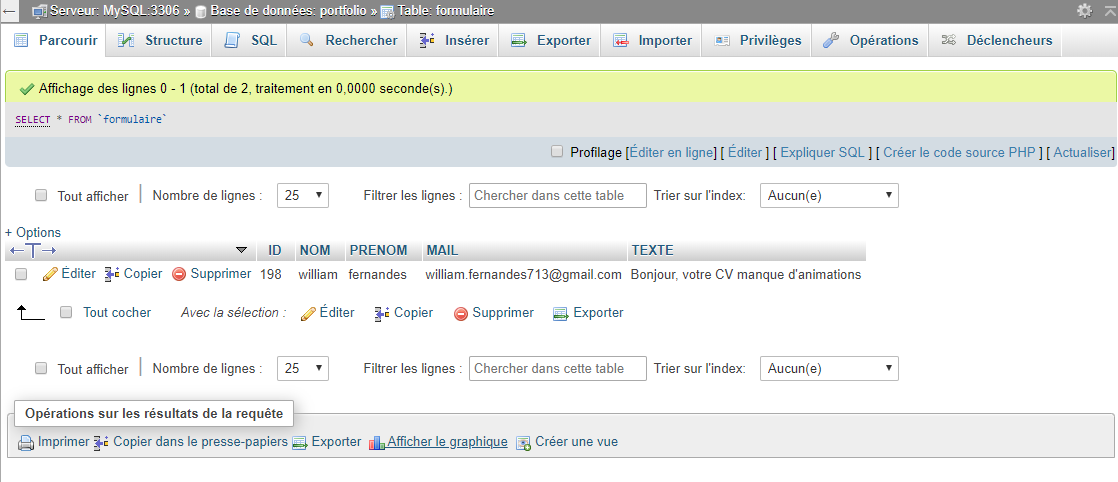 Serveur: MySQL:3306 » Base de données: portfolio » Table: formulaire
Parcourir Structure SQL Rechercher Insérer Exporter Importer Privilèges Opérations Déclencheurs
Affichage des lignes 0 - 1 (total de 2, traitement en 0,0000 seconde(s).)
SELECT * FROM `formulaire`
Profilage [Éditer en ligne] [ Éditer ] [ Expliquer SQL ] [ Créer le code source PHP ] [ Actualiser]
Tout afficher Nombre de lignes : 25 Filtrer les lignes : Chercher dans cette table Trier sur l'index: Aucun(e)
+ Options
ID NOM PRENOM MAIL TEXTE
Éditer Copier Supprimer 198 william fernandes william.fernandes713@gmail.com Bonjour, votre CV manque d'animations
Tout cocher Avec la sélection : Éditer Copier Supprimer Exporter
Tout afficher Nombre de lignes : 25 Filtrer les lignes : Chercher dans cette table Trier sur l'index: Aucun(e)
Opérations sur les résultats de la requête
Imprimer Copier dans le presse-papiers Exporter Afficher le graphique Créer une vue